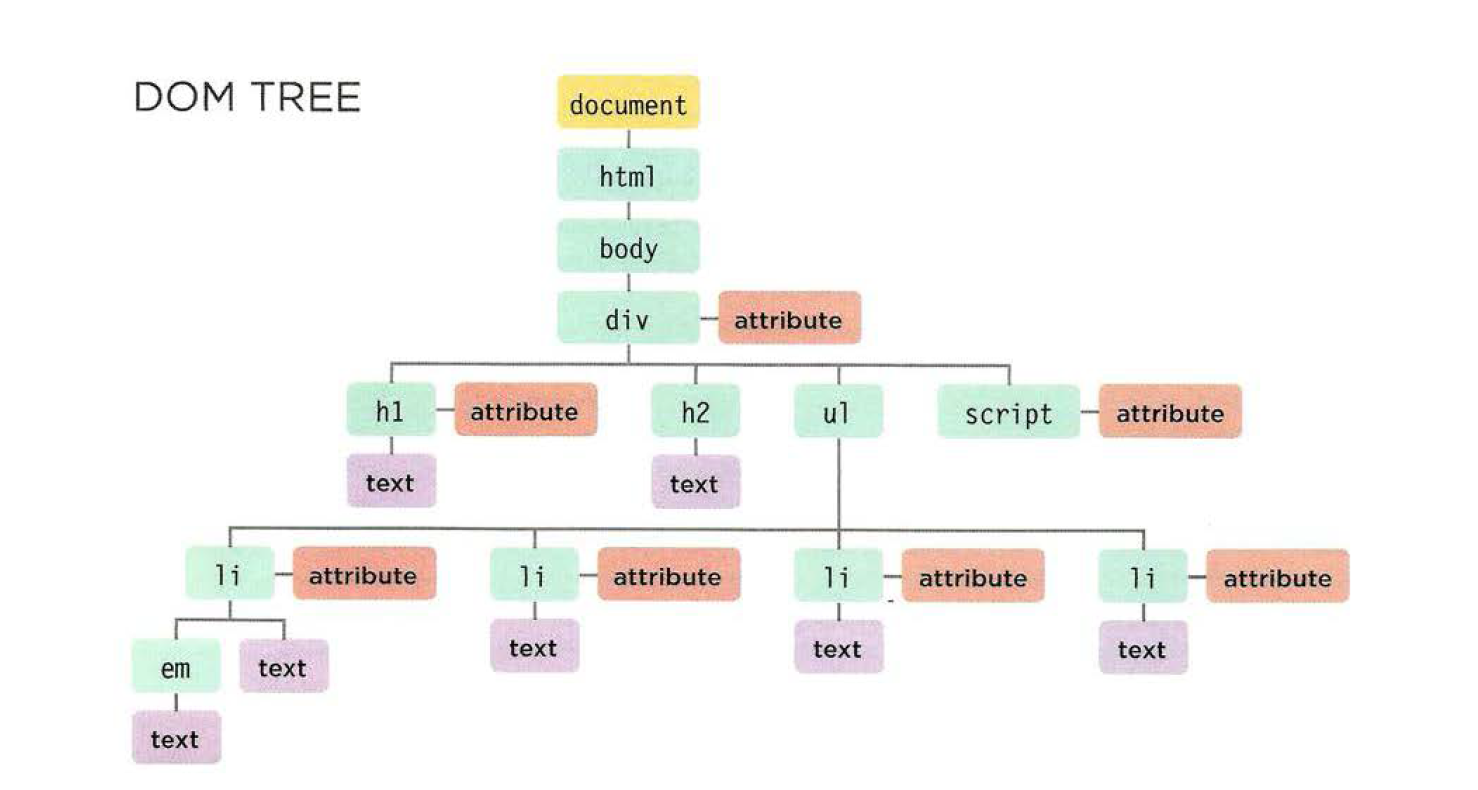 DOM TREE
document
html
body
div attribute
h1 attribute h2 ul script attribute
text text
li attribute li attribute li attribute li attribute
em text text text text
text